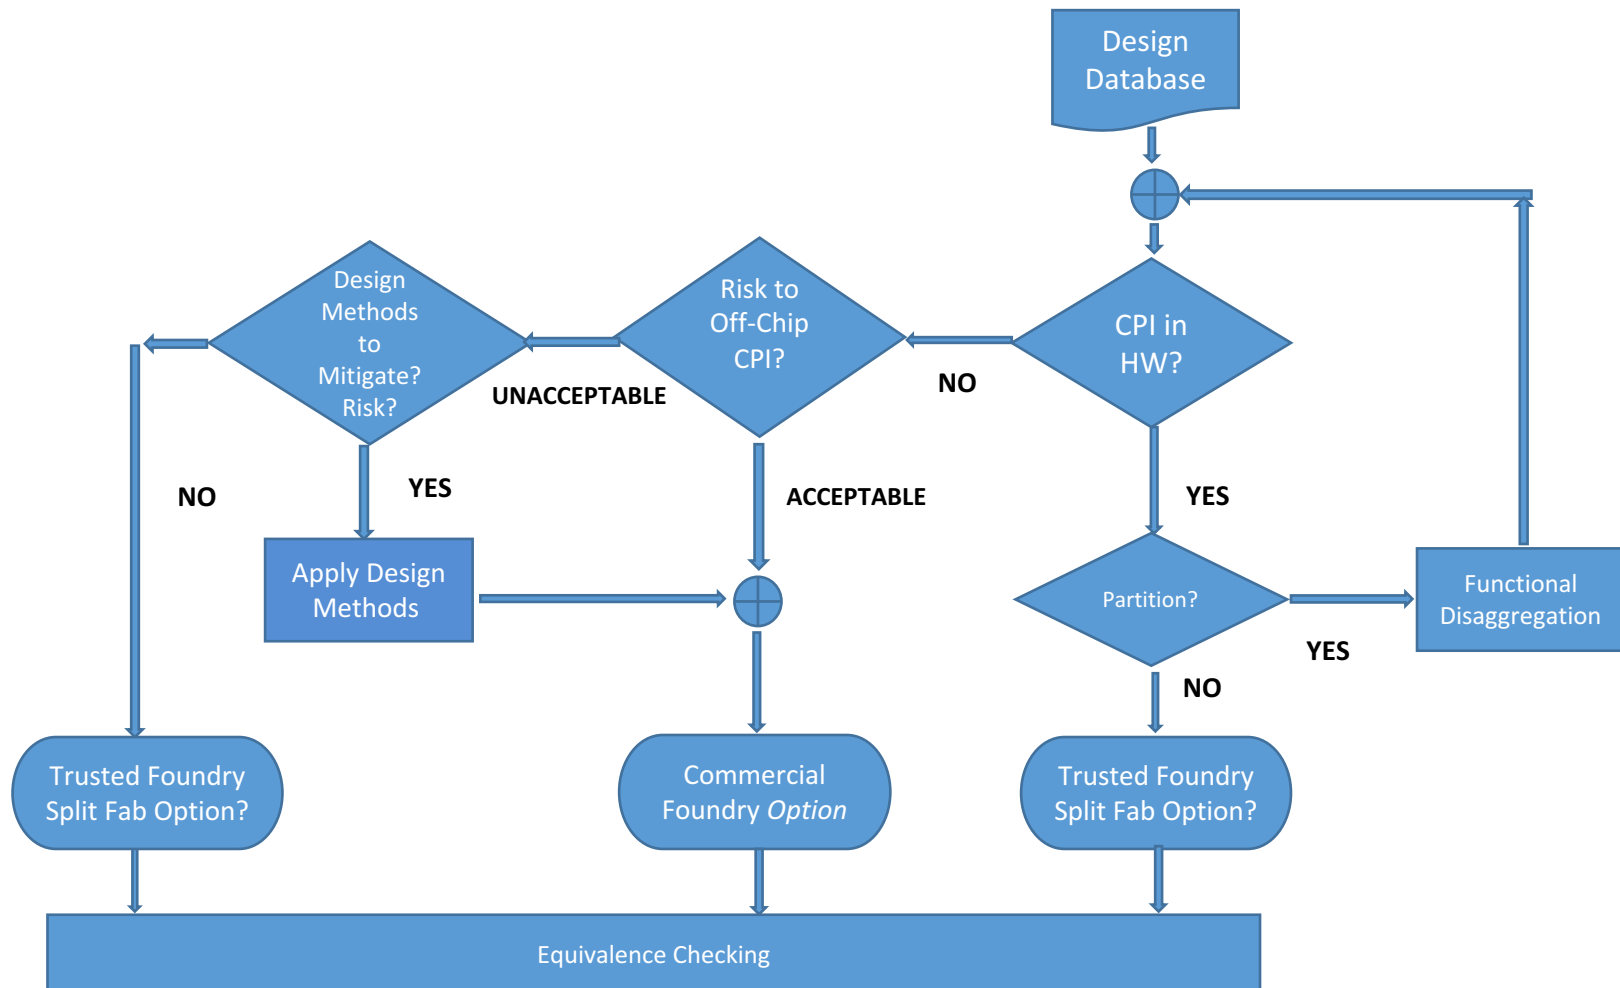 Design
Database
Design
Methods
to
Mitigate?
Risk?
Risk to
Off-Chip
CPI?
CPI in
HW?
UNACCEPTABLE
NO
NO
YES
ACCEPTABLE
YES
Apply Design
Methods
Partition?
Functional
Disaggregation
YES
NO
Trusted Foundry
Split Fab Option?
Commercial
Foundry Option
Trusted Foundry
Split Fab Option?
Equivalence Checking